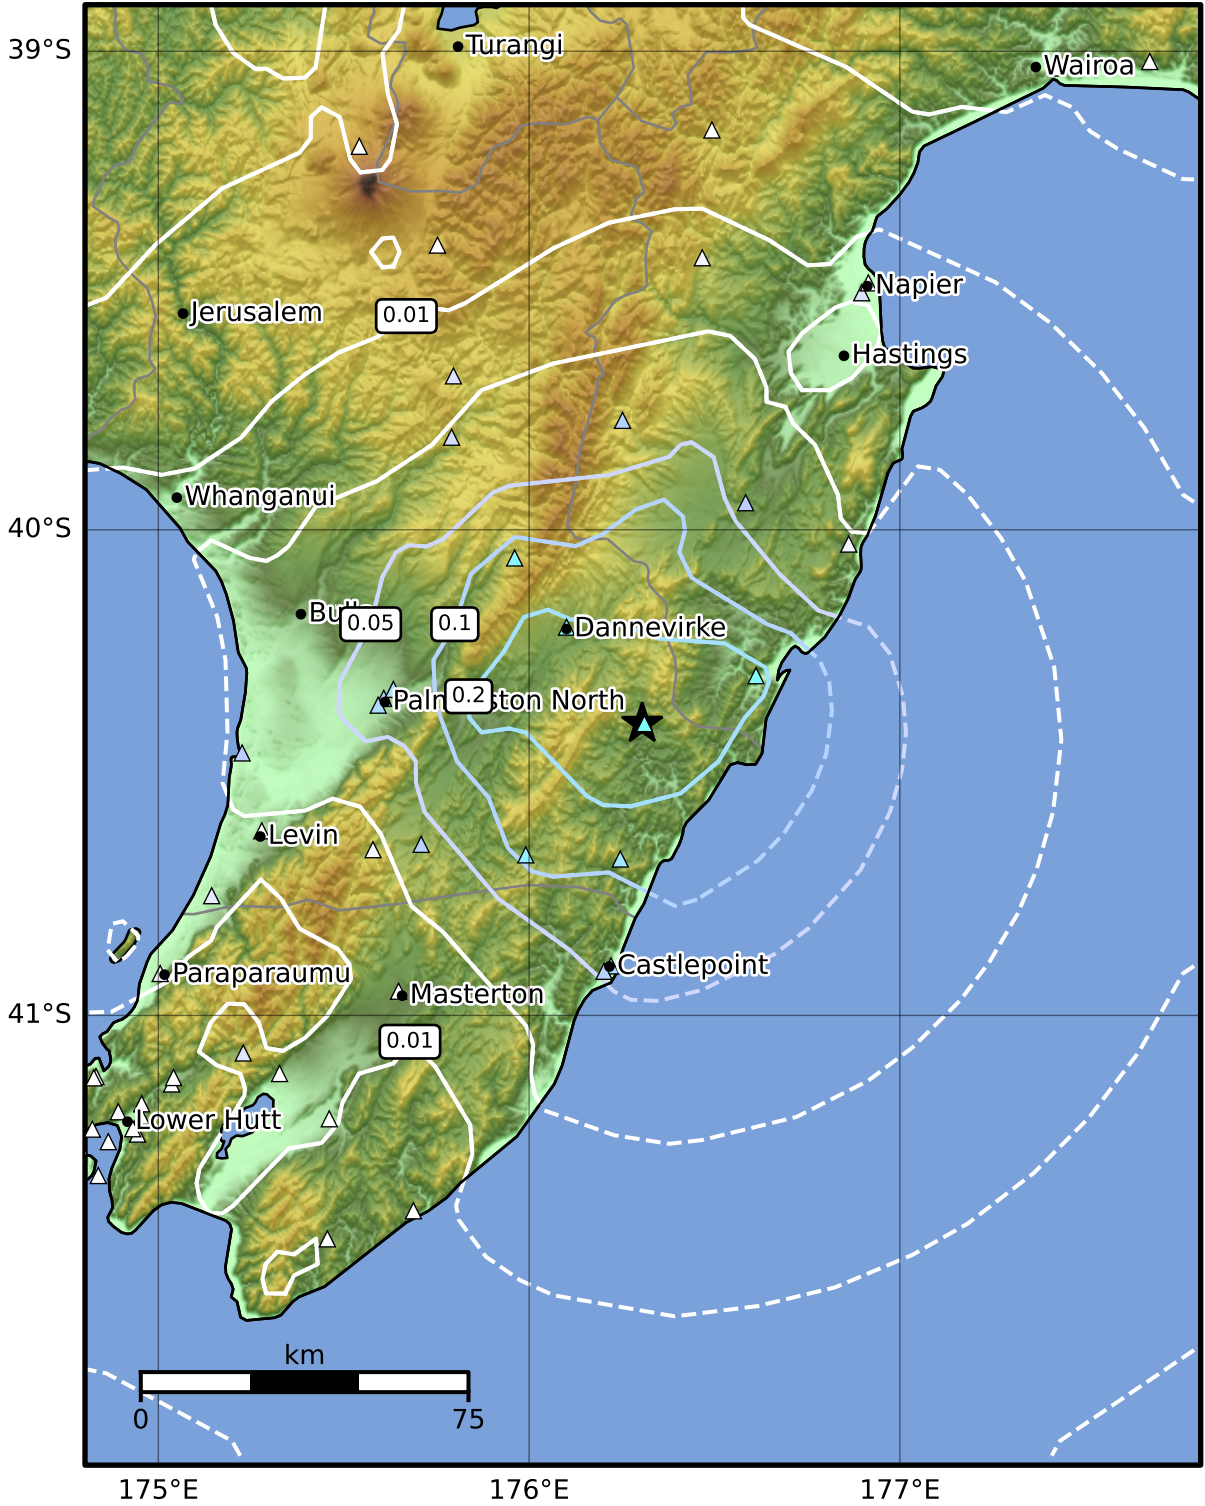 39°S
Turangi
Wairoa
Napier
Jerusalem
0.01
Hastings
Whanganui
40°S
0.05
0.1
Dannevirke
0.2
North
Levin
Castlepoint
Paraparaumu
Masterton
41°S
0.01
Lower Hutt
km
0
75
175°E
176°E
177°E